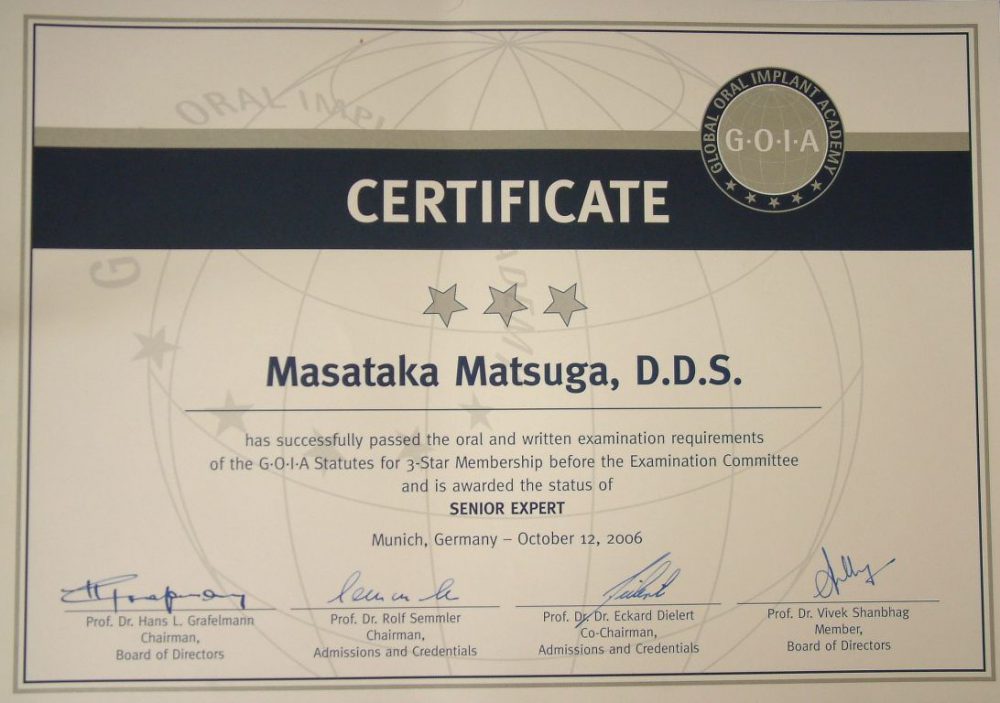 GLOBAL ORAL IMPLANT ACADEMY
G·O·I·A
CERTIFICATE
Masataka Matsuga, D.D.S.
has successfully passed the oral and written examination requirements
of the G·O·I·A Statutes for 3-Star Membership before the Examination Committee
and is awarded the status of
SENIOR EXPERT
Munich, Germany – October 12, 2006
Prof. Dr. Hans L. Grafelmann
Chairman,
Board of Directors
Prof. Dr. Rolf Semmler
Chairman,
Admissions and Credentials
Prof. Dr. Dr. Eckard Dielert
Co-Chairman,
Admissions and Credentials
Prof. Dr. Vivek Shanbhag
Member,
Board of Directors